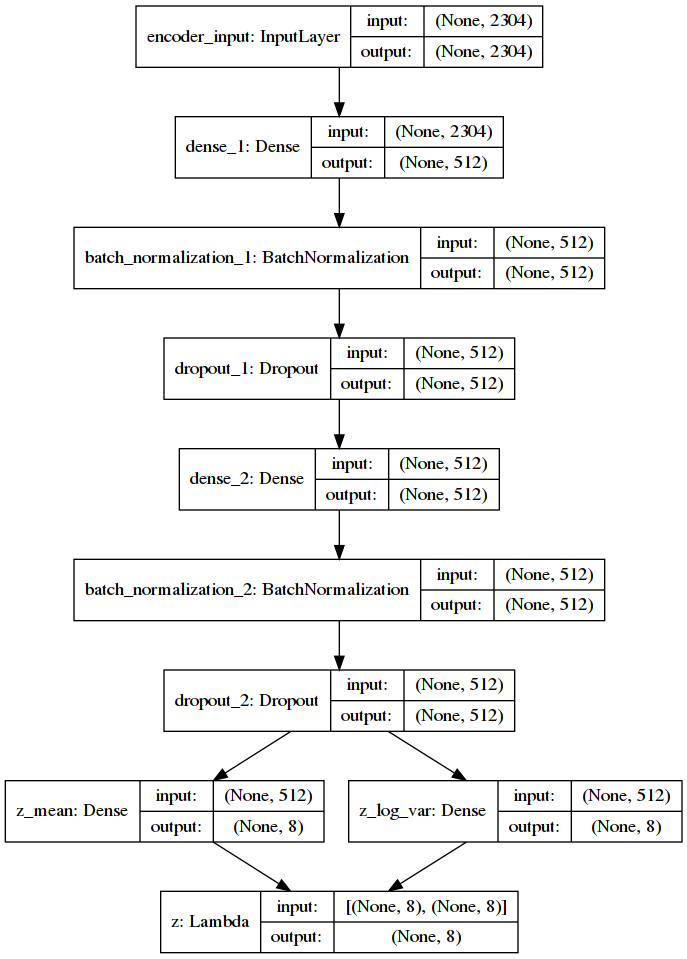 encoder_input: InputLayer
input: (None, 2304)
output: (None, 2304)
dense_1: Dense
input: (None, 2304)
output: (None, 512)
batch_normalization_1: BatchNormalization
input: (None, 512)
output: (None, 512)
dropout_1: Dropout
input: (None, 512)
output: (None, 512)
dense_2: Dense
input: (None, 512)
output: (None, 512)
batch_normalization_2: BatchNormalization
input: (None, 512)
output: (None, 512)
dropout_2: Dropout
input: (None, 512)
output: (None, 512)
z_mean: Dense
input: (None, 512)
output: (None, 8)
z_log_var: Dense
input: (None, 512)
output: (None, 8)
z: Lambda
input: [(None, 8), (None, 8)]
output: (None, 8)